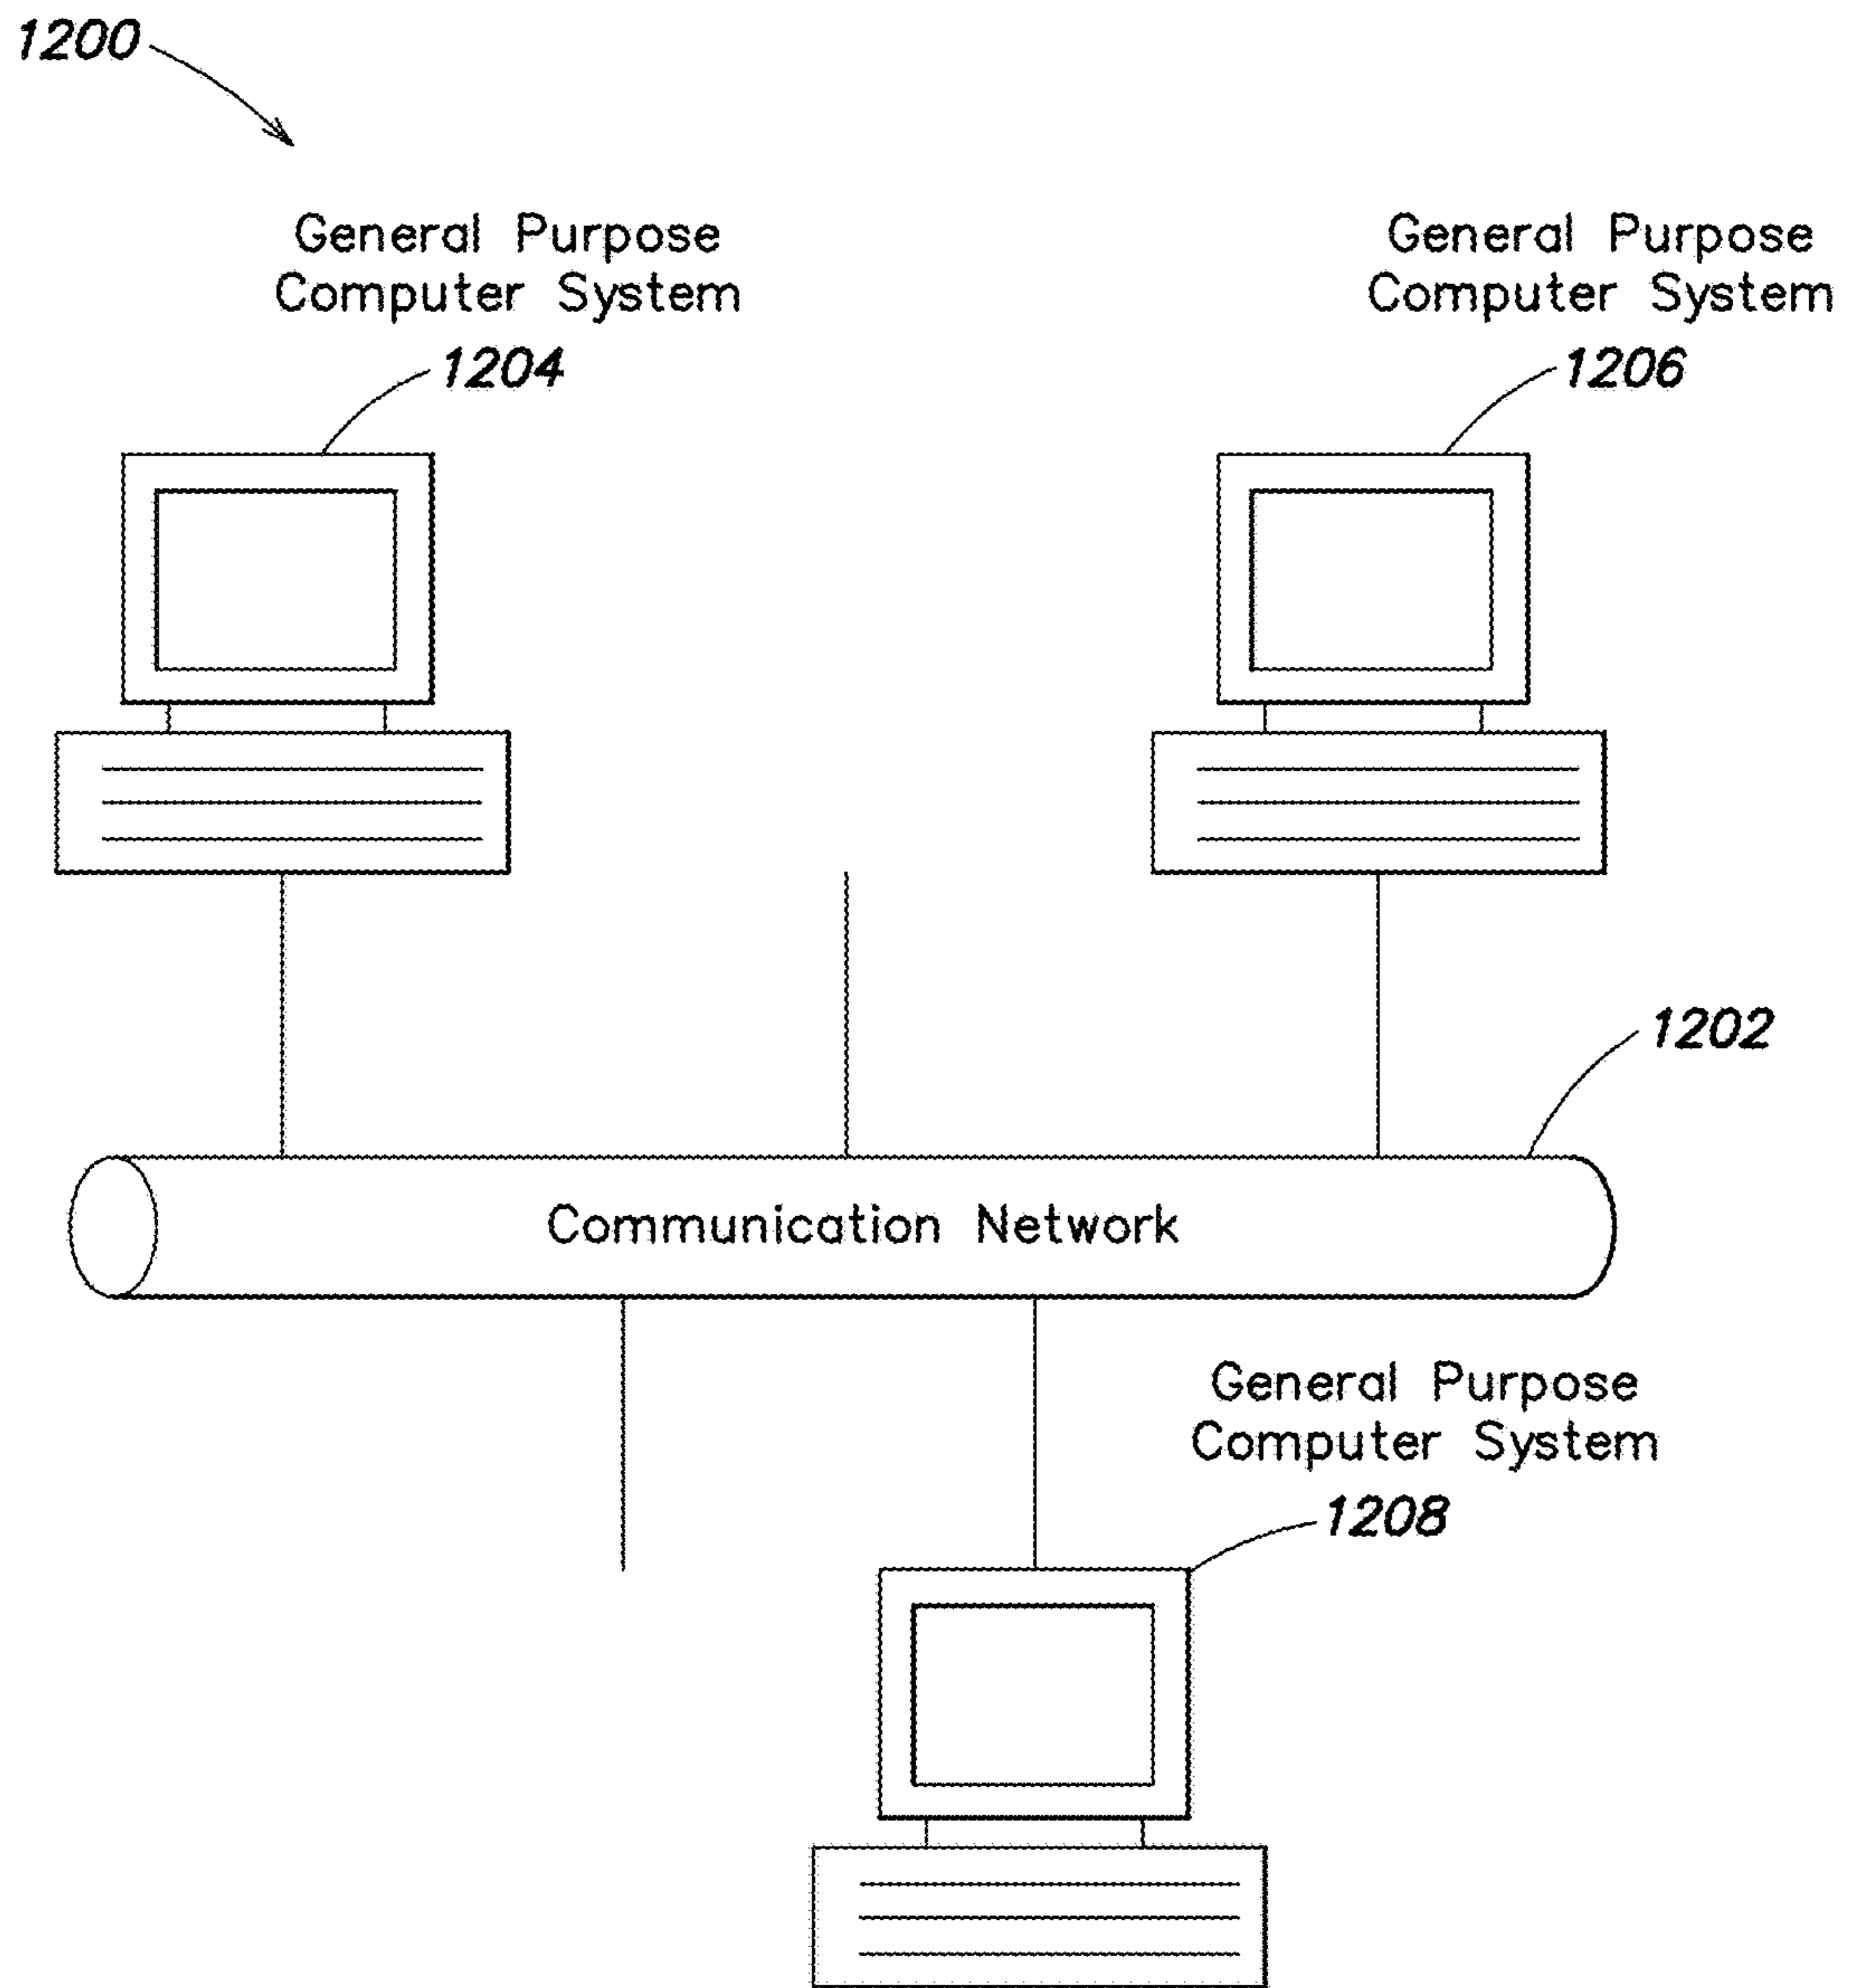 1200
General Purpose
Computer System
1204
General Purpose
Computer System
1206
1202
Communication Network
General Purpose
Computer System
1208